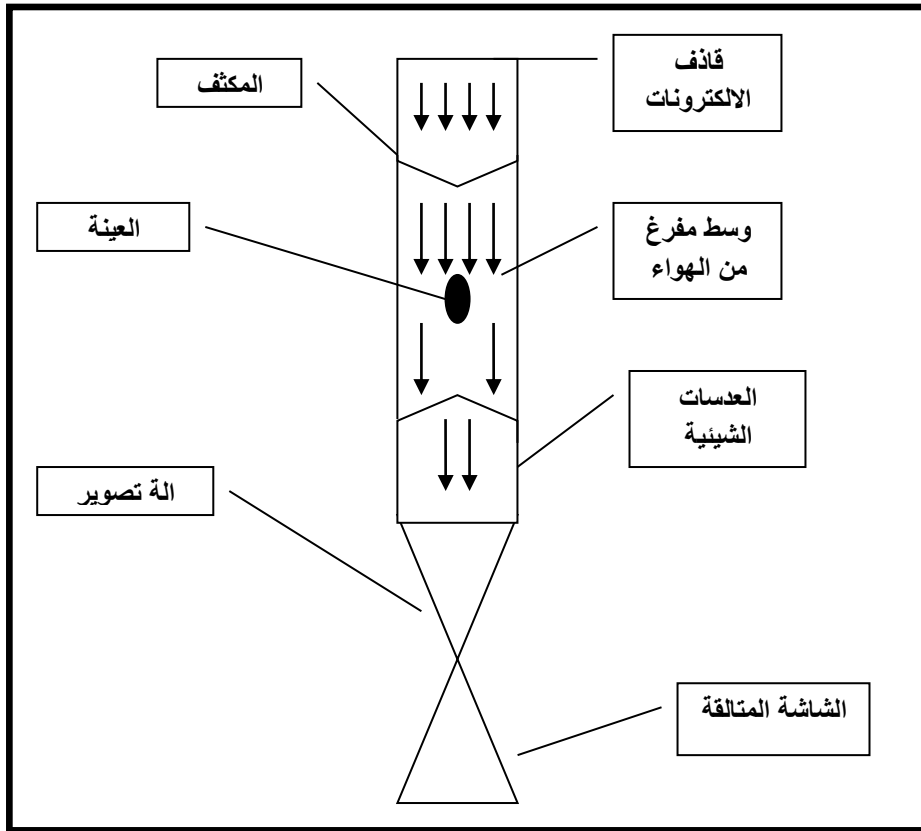 قاذف
الالكترونات
المكثف
وسط مفرغ
من الهواء
العينة
العدسات
الشيئية
الة تصوير
الشاشة المتالقة